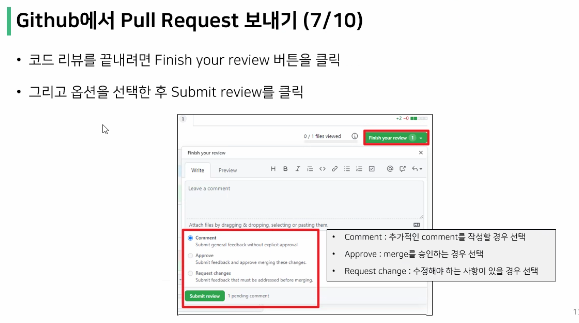 Github에서 Pull Request 보내기 (7/10)
• 코드 리뷰를 끝내려면 Finish your review 버튼을 클릭
• 그리고 옵션을 선택한 후 Submit review를 클릭
+2 −0
0 / 1 files viewed
Finish your review 1
Finish your review
Write Preview
Leave a comment
Attach files by dragging & dropping, selecting or pasting them.
Comment
Submit general feedback without explicit approval.
Approve
Submit feedback and approve merging these changes.
Request changes
Submit feedback that must be addressed before merging.
Submit review 1 pending comment
• Comment : 추가적인 comment를 작성할 경우 선택
• Approve : merge를 승인하는 경우 선택
• Request change : 수정해야 하는 사항이 있을 경우 선택